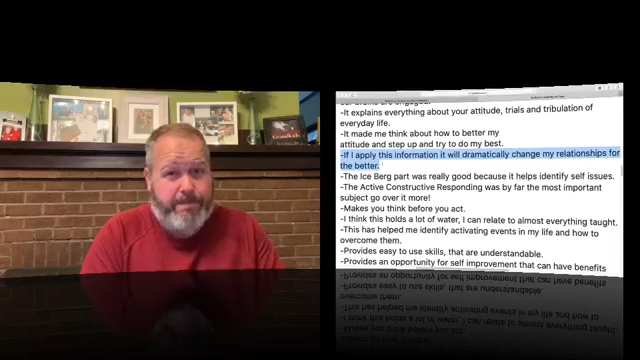 -It explains everything about your attitude, trials and tribulation of
everyday life.
-It made me think about how to better my
attitude and step up and try to do my best.
-If I apply this information it will dramatically change my relationships for
the better.
-The Ice Berg part was really good because it helps identify self issues.
-The Active Constructive Responding was by far the most important
subject go over it more!
-Makes you think before you act.
-I think this holds a lot of water, I can relate to almost everything taught.
-This has helped me identify activating events in my life and how to
overcome them.
-Provides easy to use skills, that are understandable.
-Provides an opportunity for self improvement that can have benefits